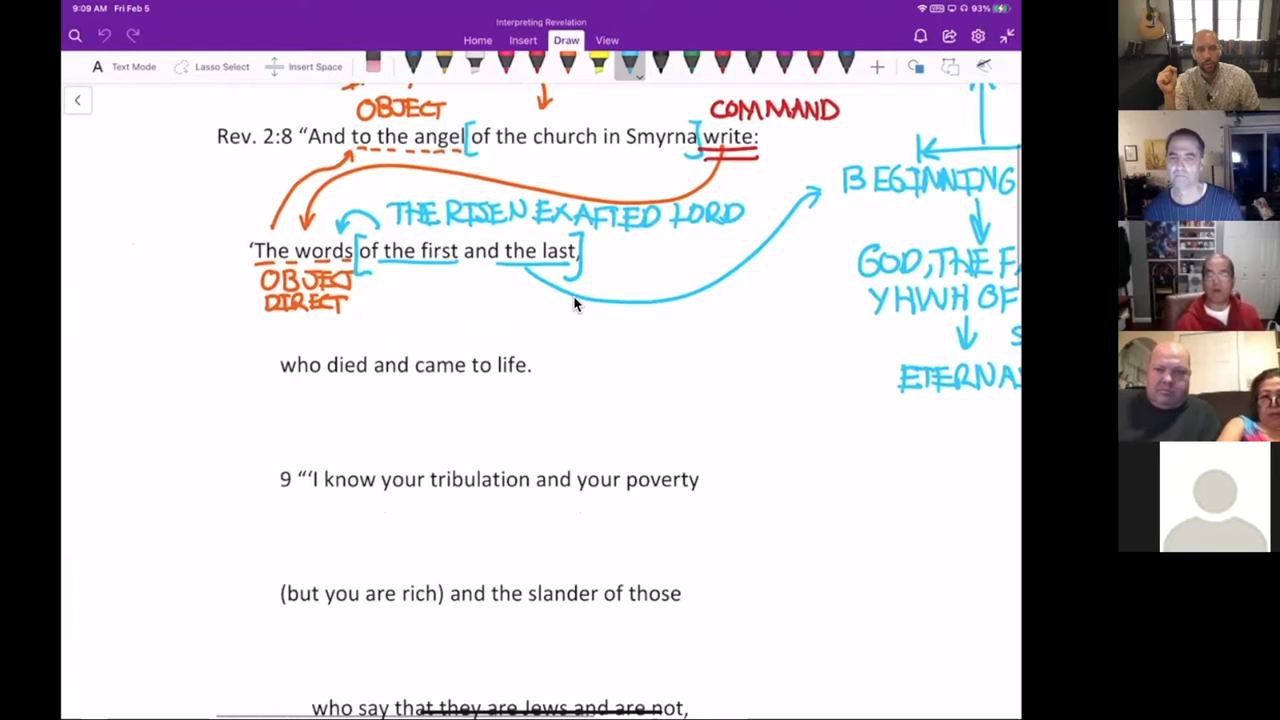 9:09 AM Fri Feb 5
93%
Interpreting Revelation
Home Insert Draw View
A Text Mode Lasso Select Insert Space
OBJECT
COMMAND
Rev. 2:8 “And to the angel of the church in Smyrna write:
BEGINNING
THE RISEN EXAFTED LORD
‘The words of the first and the last,
OBJECT
DIRECT
GOD, THE FA
YHWH OF
S
who died and came to life.
ETERNA
9 “‘I know your tribulation and your poverty
(but you are rich) and the slander of those
who say that they are Jews and are not,